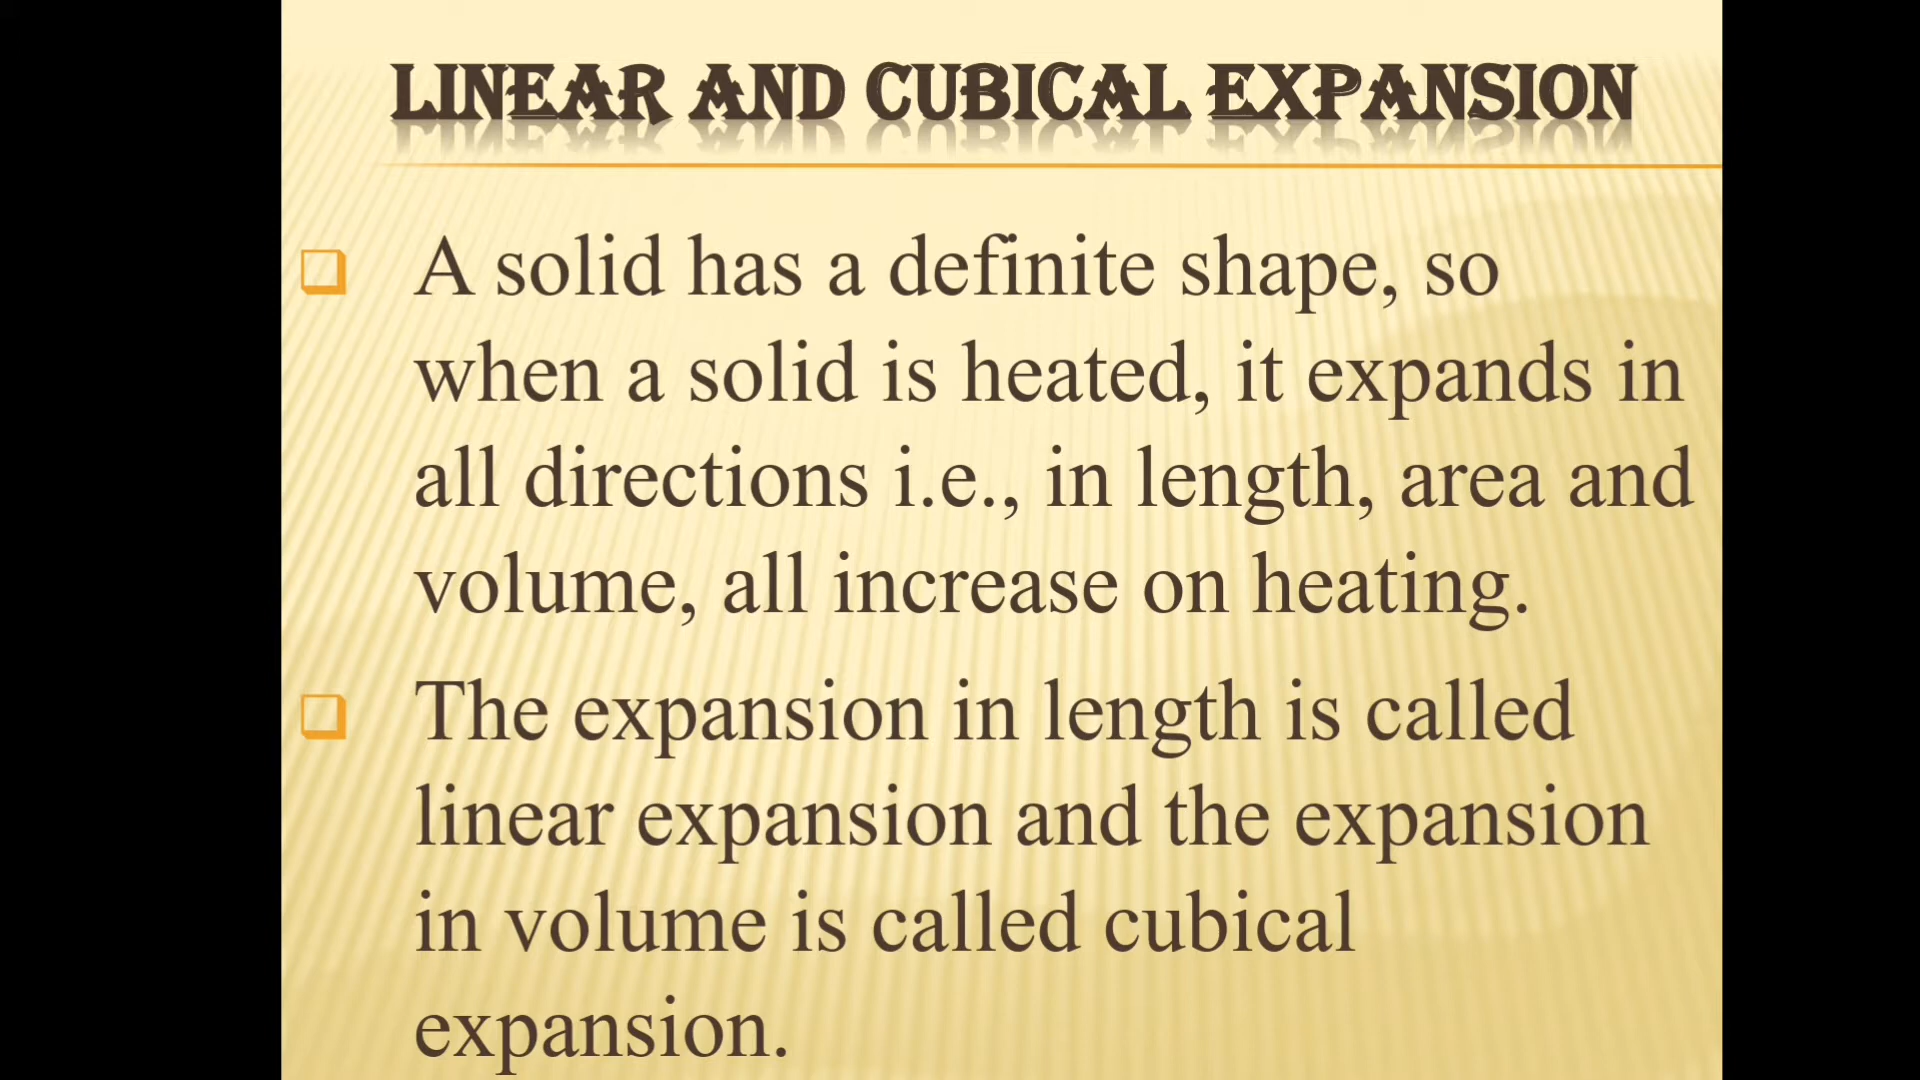 LINEAR AND CUBICAL EXPANSION
A solid has a definite shape, so
when a solid is heated, it expands in
all directions i.e., in length, area and
volume, all increase on heating.
The expansion in length is called
linear expansion and the expansion
in volume is called cubical
expansion.